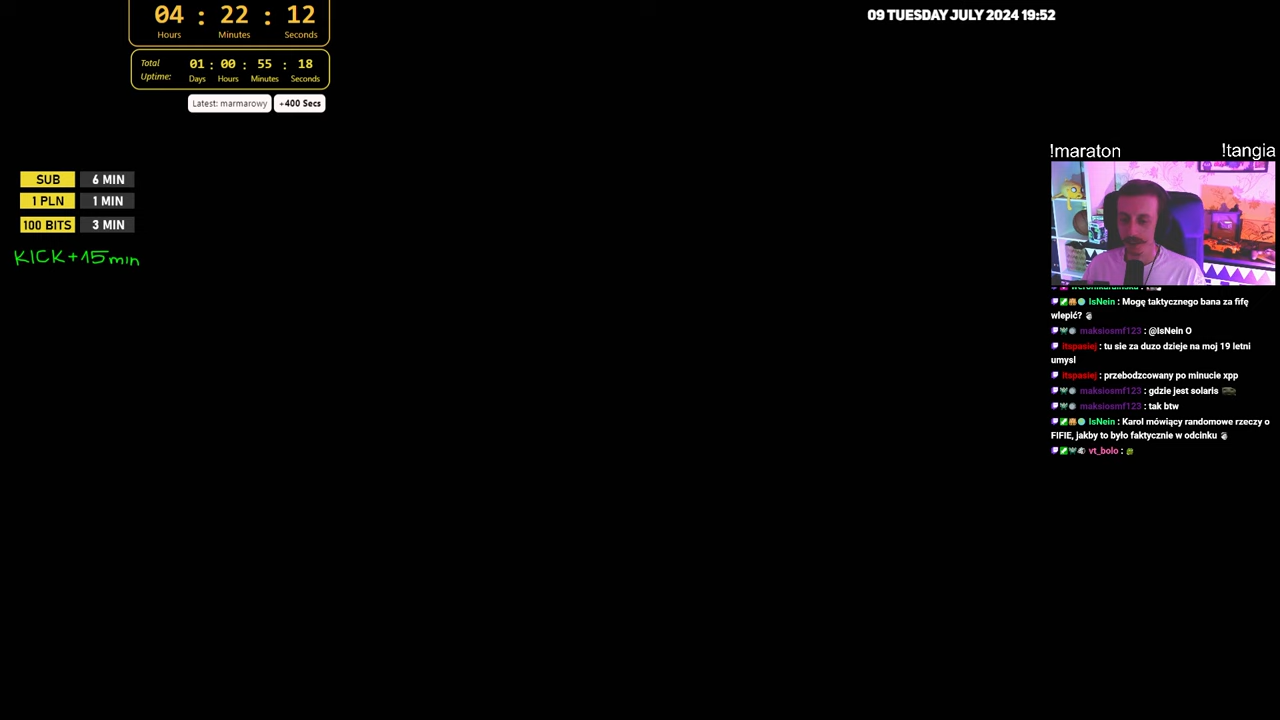 04 : 22 : 12
Hours Minutes Seconds
Total Uptime:
01 : 00 : 55 : 18
Days Hours Minutes Seconds
Latest: marmarowy +400 Secs
09 TUESDAY JULY 2024 19:52
SUB 6 MIN
1 PLN 1 MIN
100 BITS 3 MIN
KICK+15min
!maraton !tangia
IsNein : Mogę taktycznego bana za fifę
wlepić?
maksiosmf123 : @IsNein O
itspasiej : tu sie za duzo dzieje na moj 19 letni
umysl
itspasiej : przebodzcowany po minucie xpp
maksiosmf123 : gdzie jest solaris
maksiosmf123 : tak btw
IsNein : Karol mówiący randomowe rzeczy o
FIFIE, jakby to było faktycznie w odcinku
vt_bolo :